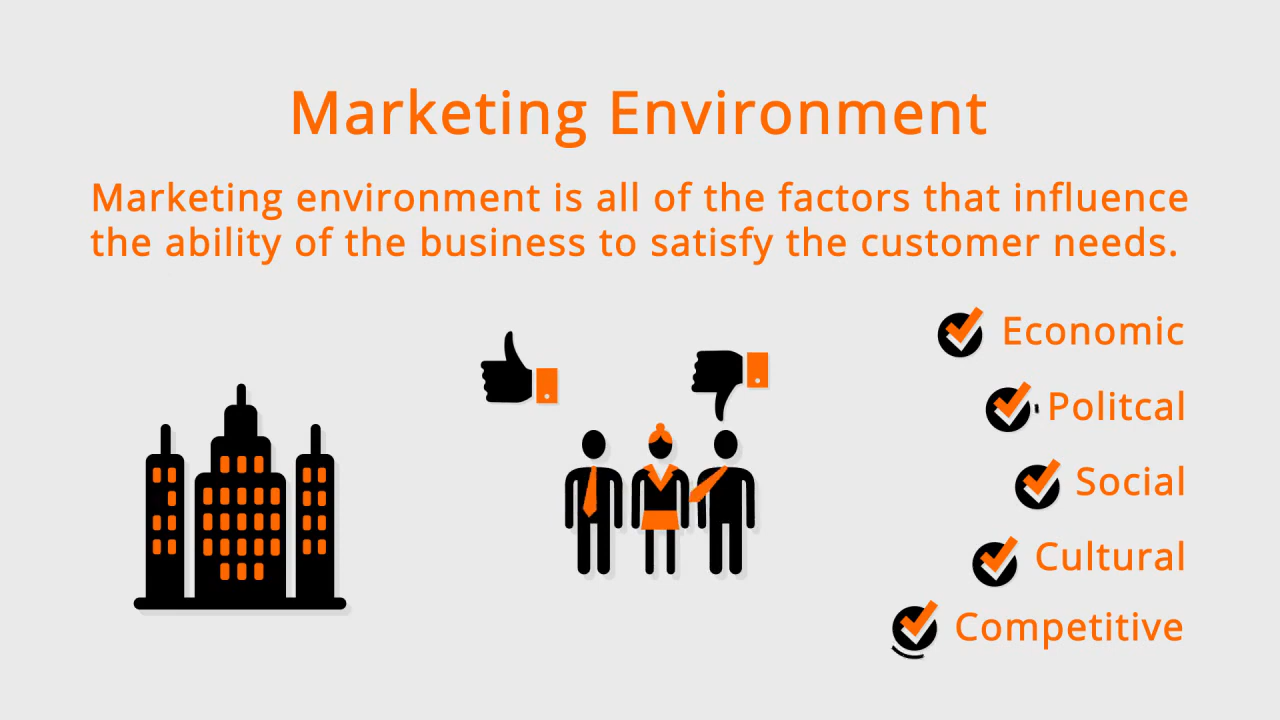 Marketing Environment
Marketing environment is all of the factors that influence
the ability of the business to satisfy the customer needs.
Economic
Politcal
Social
Cultural
Competitive